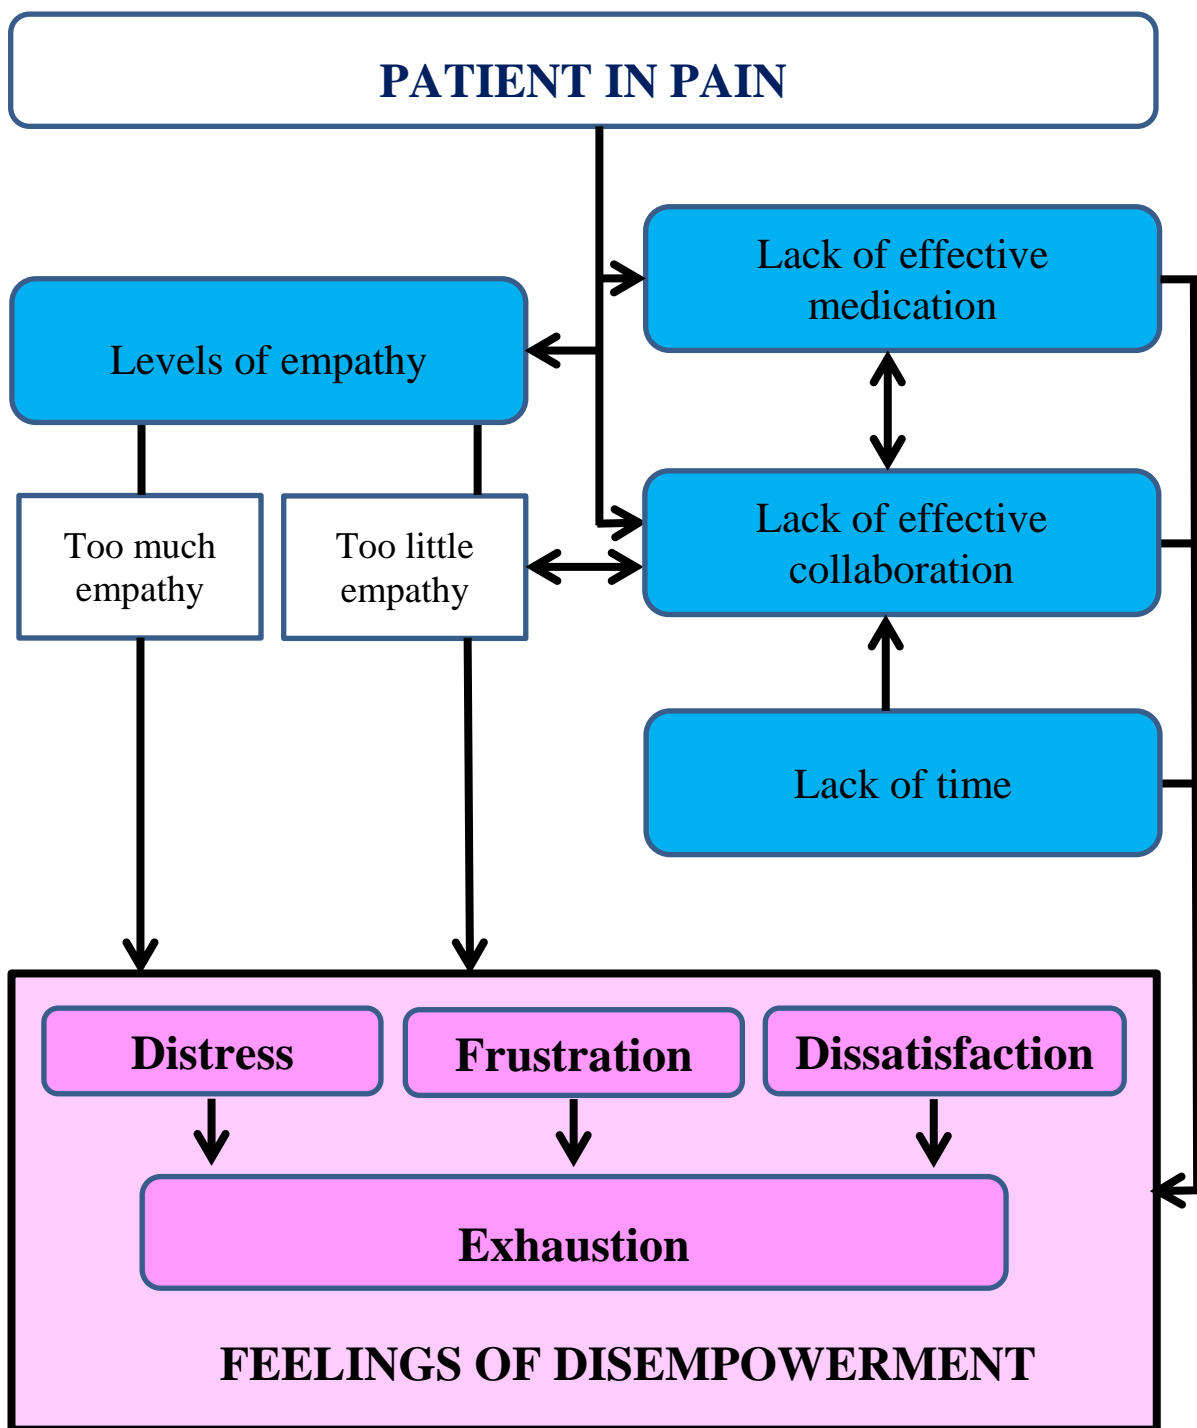 PATIENT IN PAIN
Lack of effective
medication
Levels of empathy
Too much
empathy
Too little
empathy
Lack of effective
collaboration
Lack of time
Distress
Frustration
Dissatisfaction
Exhaustion
FEELINGS OF DISEMPOWERMENT